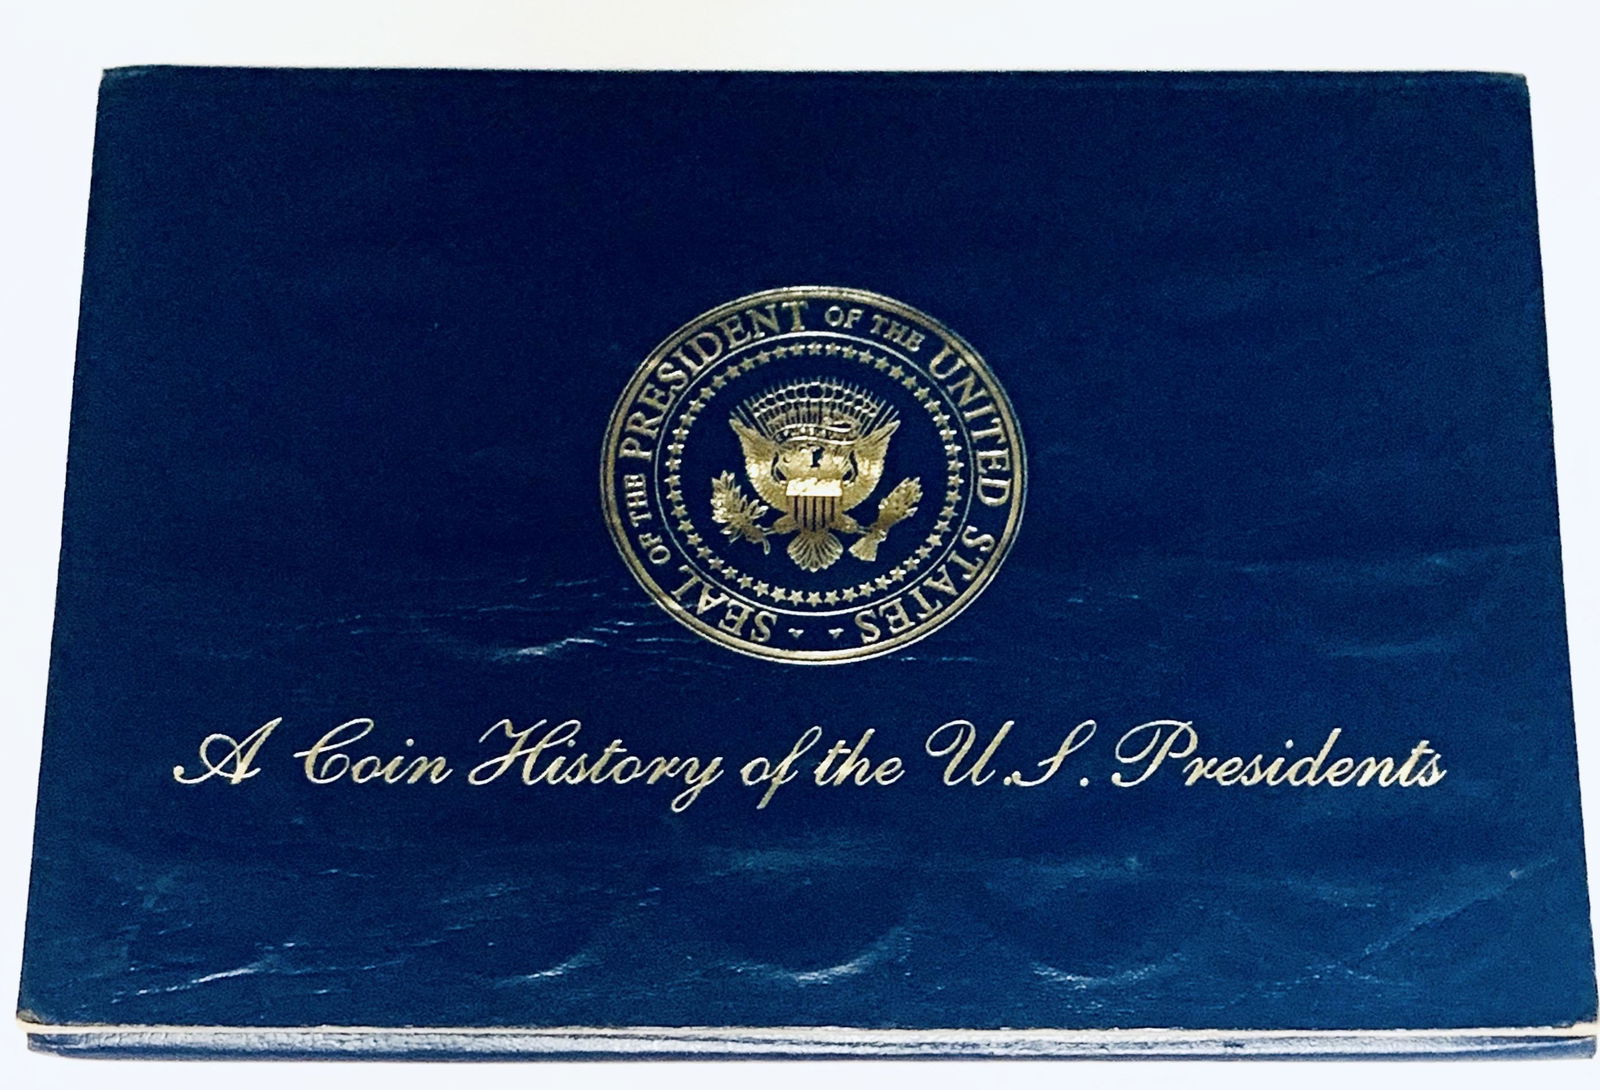 SEAL OF THE PRESIDENT OF THE UNITED STATES
A Coin History of the U.S. Presidents